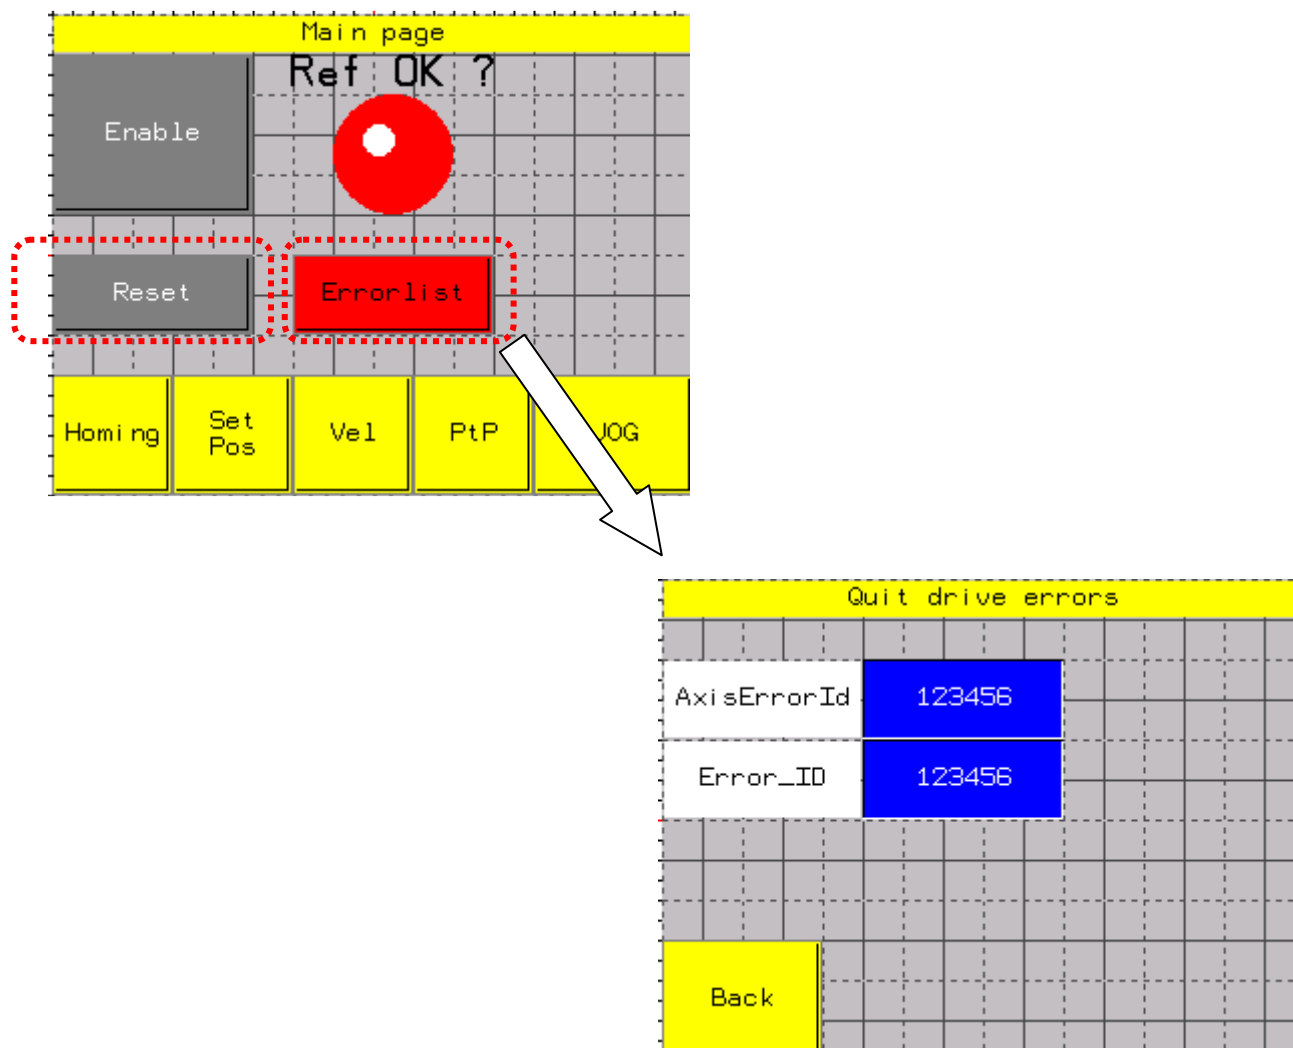 Main page
Ref OK ?
Enable
Reset
Errorlist
Homing
Set
Pos
Vel
PtP
JOG
Quit drive errors
AxisErrorId
123456
Error_ID
123456
Back